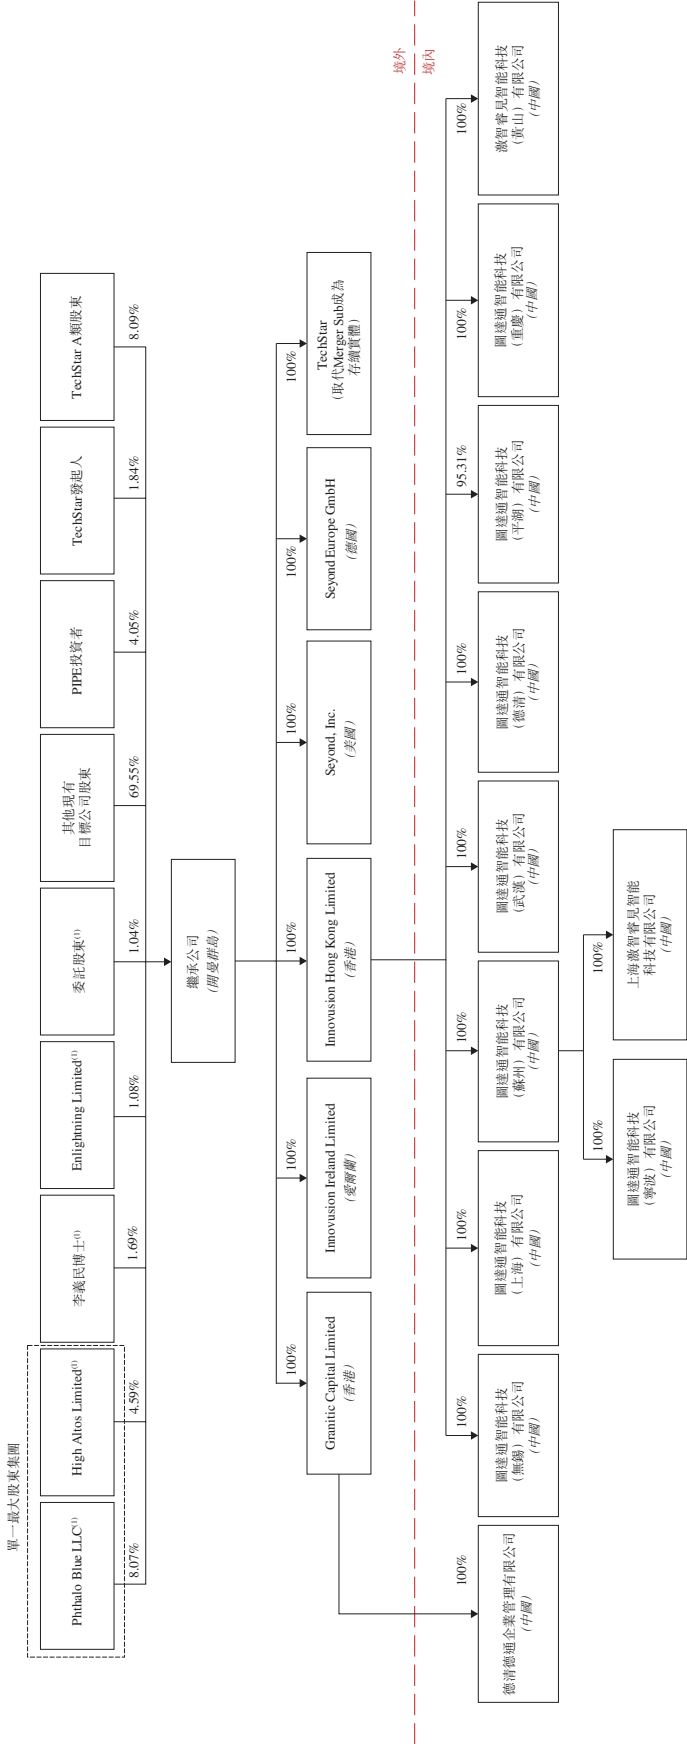 單一最大股東集團
Phthalo Blue LLC⁽¹⁾
High Altos Limited⁽¹⁾
李義民博士⁽¹⁾
Enlightning Limited⁽¹⁾
委託股東⁽¹⁾
其他現有
目標公司股東
PIPE投資者
TechStar發起人
TechStar A類股東
8.07%
4.59%
1.69%
1.08%
1.04%
69.55%
4.05%
1.84%
8.09%
繼承公司
(開曼群島)
100%
100%
100%
100%
100%
100%
Granitic Capital Limited
(香港)
Innovusion Ireland Limited
(愛爾蘭)
Innovusion Hong Kong Limited
(香港)
Seyond, Inc.
(美國)
Seyond Europe GmbH
(德國)
TechStar
(取代Merger Sub成為
存續實體)
境外
境內
100%
100%
100%
100%
100%
100%
95.31%
100%
100%
德清德通企業管理有限公司
(中國)
圖達通智能科技
(無錫)有限公司
(中國)
圖達通智能科技
(上海)有限公司
(中國)
圖達通智能科技
(蘇州)有限公司
(中國)
圖達通智能科技
(武漢)有限公司
(中國)
圖達通智能科技
(德清)有限公司
(中國)
圖達通智能科技
(平湖)有限公司
(中國)
圖達通智能科技
(重慶)有限公司
(中國)
激智睿見智能科技
(黃山)有限公司
(中國)
100%
100%
圖達通智能科技
(寧波)有限公司
(中國)
上海激智睿見智能
科技有限公司
(中國)